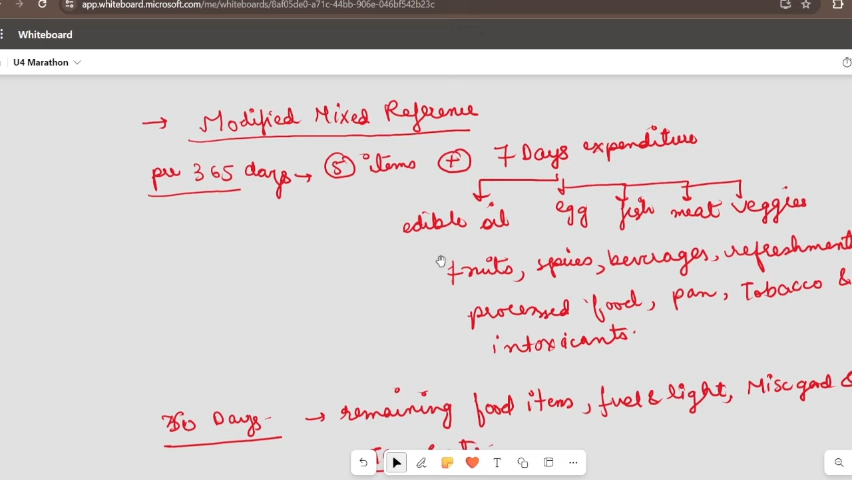 app.whiteboard.microsoft.com/me/whiteboards/8af05de0-a71c-44bb-906e-046bf542b23c
Whiteboard
U4 Marathon
→ Modified Mixed Reference
pre 365 days → 5 items + 7 Days expenditure
edible oil egg fish meat veggies
fruits, spices, beverages, refreshment
processed food, pan, Tobacco &
intoxicants.
Days → remaining food items, fuel & light, Misc good &
T